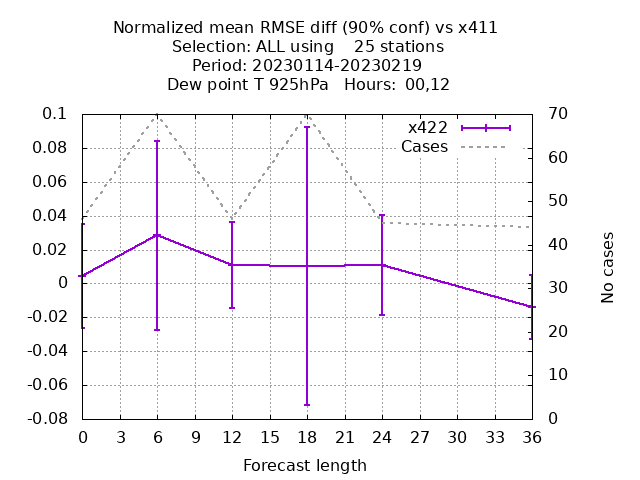 Normalized mean RMSE diff (90% conf) vs x411
Selection: ALL using    25 stations
Period: 20230114-20230219
Dew point T 925hPa   Hours:  00,12
x422
Cases
0.1
0.08
0.06
0.04
0.02
0
-0.02
-0.04
-0.06
-0.08
70
60
50
40
30
20
10
0
No cases
0 3 6 9 12 15 18 21 24 27 30 33 36
Forecast length